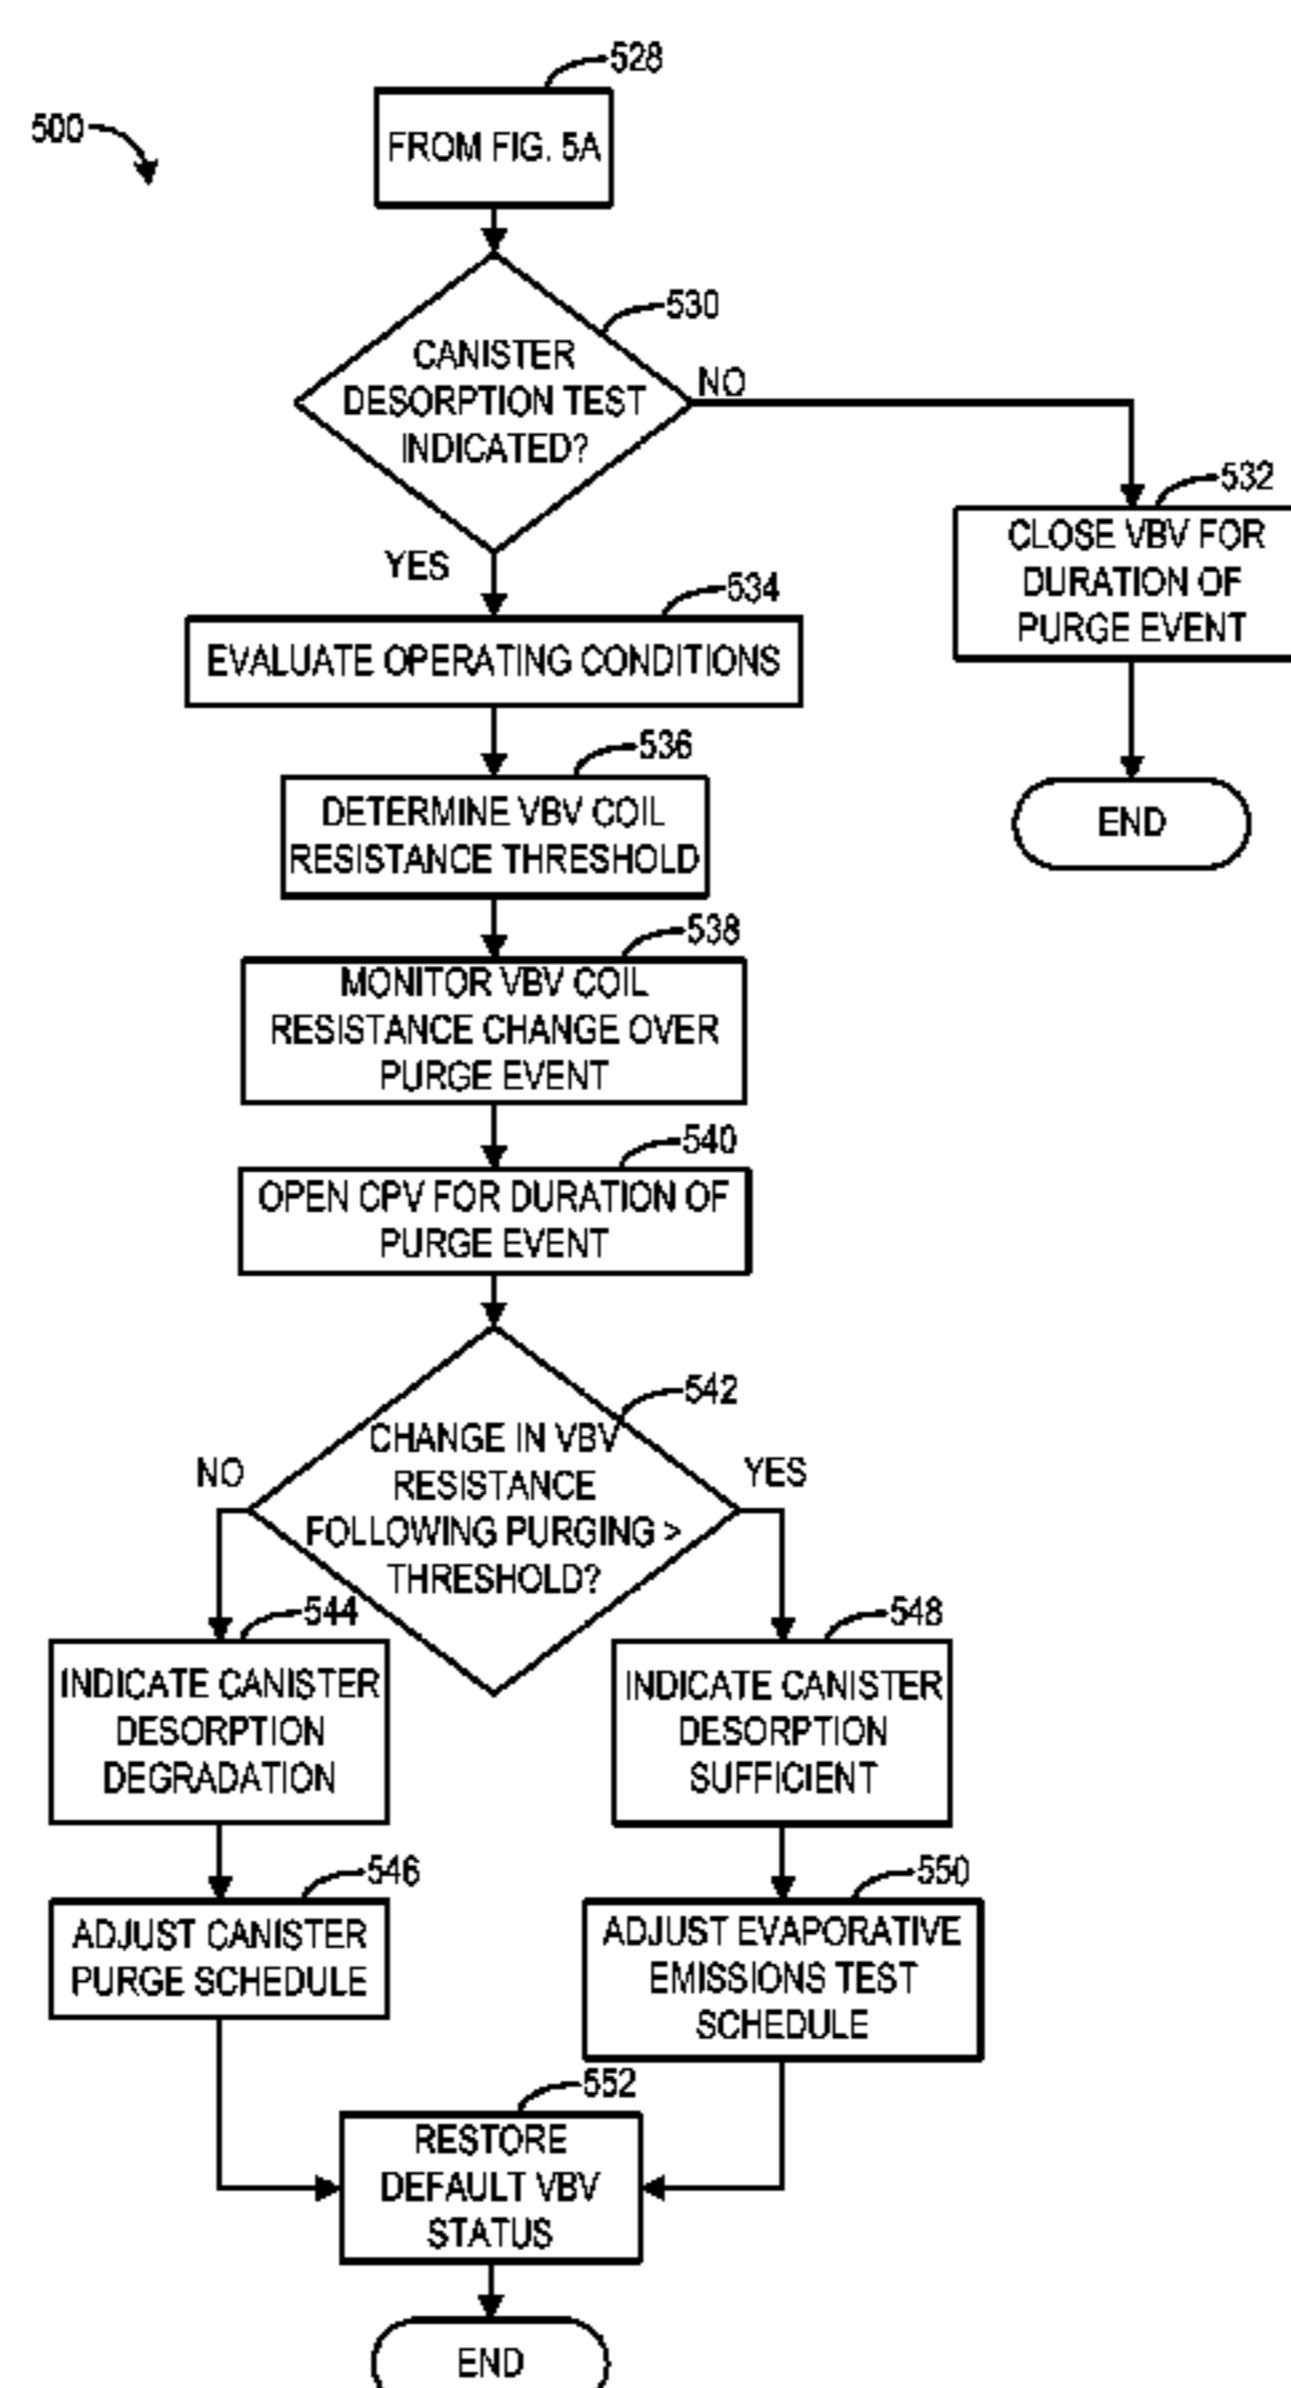 528
500
FROM FIG. 5A
530
CANISTER
DESORPTION TEST
INDICATED?
NO
532
CLOSE VBV FOR
DURATION OF
PURGE EVENT
END
YES
534
EVALUATE OPERATING CONDITIONS
536
DETERMINE VBV COIL
RESISTANCE THRESHOLD
538
MONITOR VBV COIL
RESISTANCE CHANGE OVER
PURGE EVENT
540
OPEN CPV FOR DURATION OF
PURGE EVENT
542
CHANGE IN VBV
RESISTANCE
FOLLOWING PURGING >
THRESHOLD?
NO
YES
544
INDICATE CANISTER
DESORPTION
DEGRADATION
548
INDICATE CANISTER
DESORPTION
SUFFICIENT
546
ADJUST CANISTER
PURGE SCHEDULE
550
ADJUST EVAPORATIVE
EMISSIONS TEST
SCHEDULE
552
RESTORE
DEFAULT VBV
STATUS
END